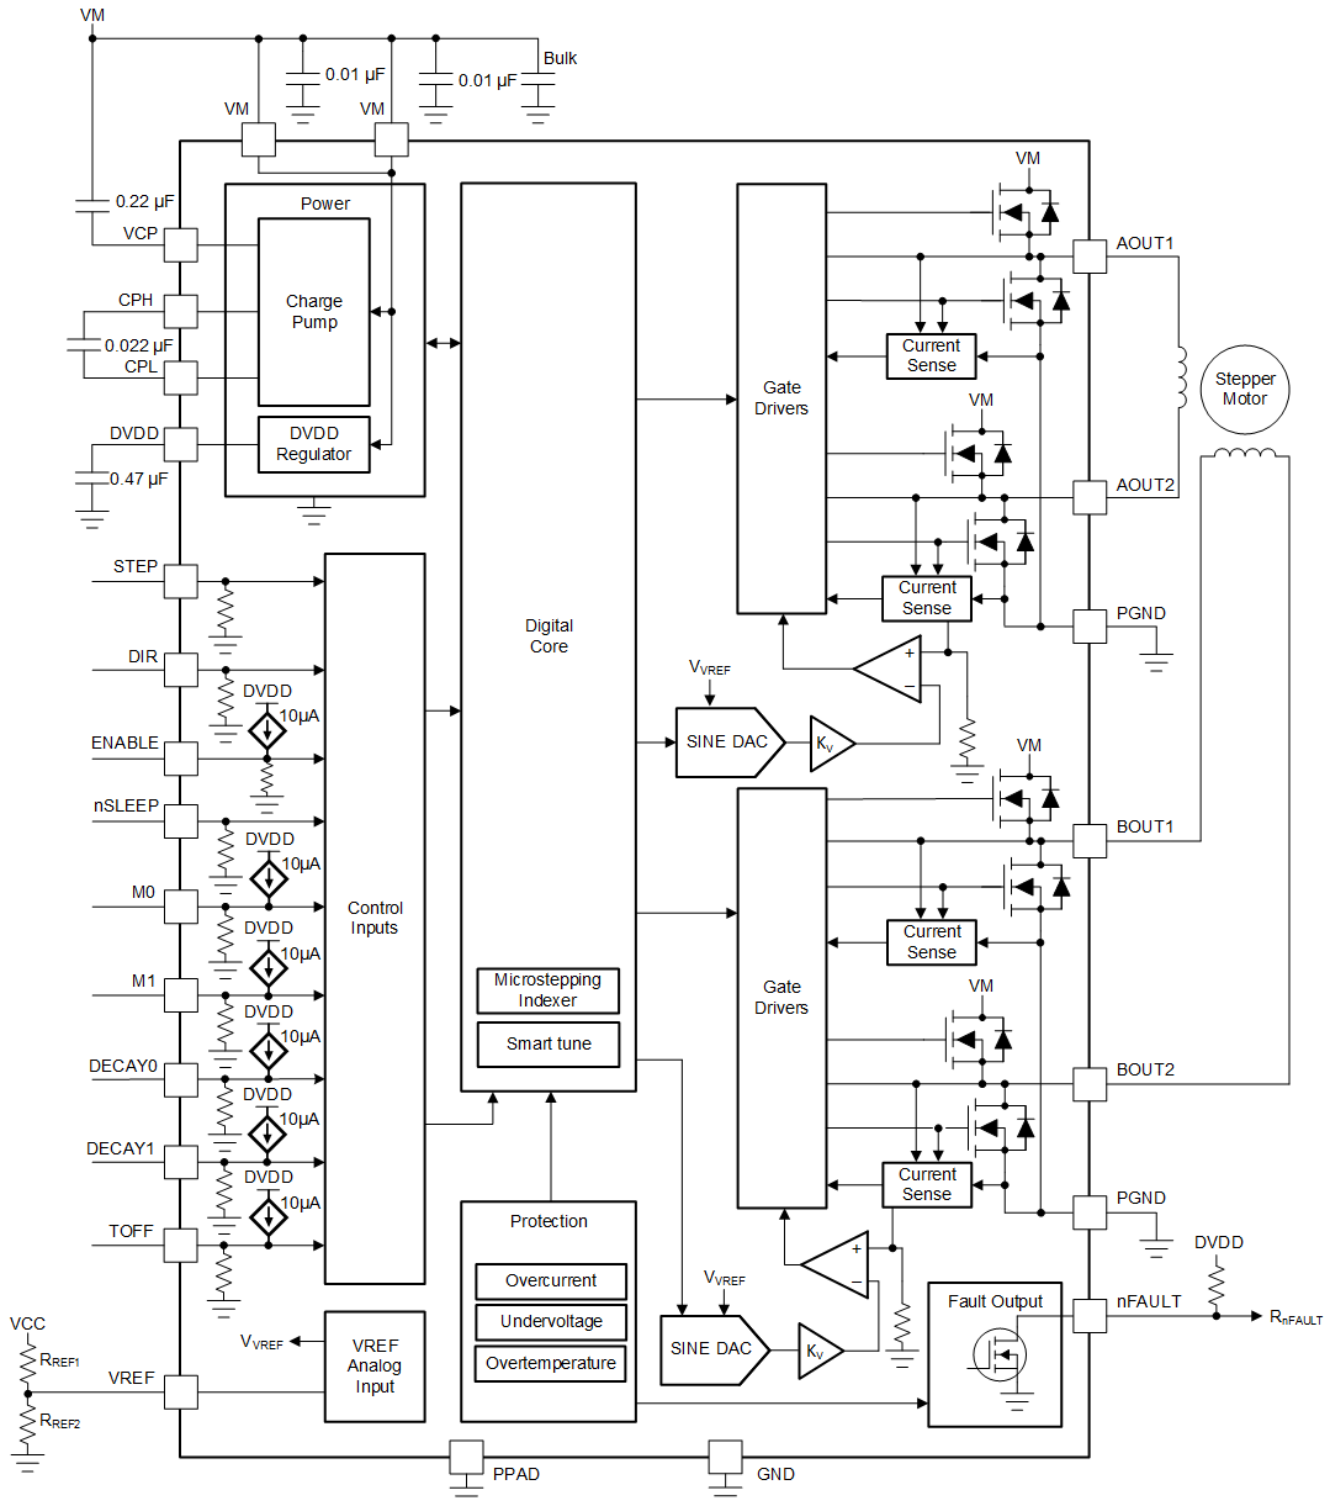 VM
0.01 µF
0.01 µF
Bulk
VM
VM
0.22 µF
VCP
CPH
0.022 µF
CPL
DVDD
0.47 µF
Power
Charge
Pump
DVDD
Regulator
STEP
DIR
DVDD
10µA
ENABLE
nSLEEP
DVDD
10µA
M0
DVDD
10µA
M1
DVDD
10µA
DECAY0
DVDD
10µA
DECAY1
DVDD
10µA
TOFF
Control
Inputs
VCC
RREF1
VREF
RREF2
VVREF
VREF
Analog
Input
Digital
Core
Microstepping
Indexer
Smart tune
Protection
Overcurrent
Undervoltage
Overtemperature
PPAD
GND
Gate
Drivers
VM
AOUT1
Current
Sense
VM
AOUT2
Current
Sense
PGND
Stepper
Motor
VVREF
SINE DAC
KV
+
−
Gate
Drivers
VM
BOUT1
Current
Sense
VM
BOUT2
Current
Sense
PGND
VVREF
SINE DAC
KV
+
−
Fault Output
DVDD
nFAULT
RnFAULT